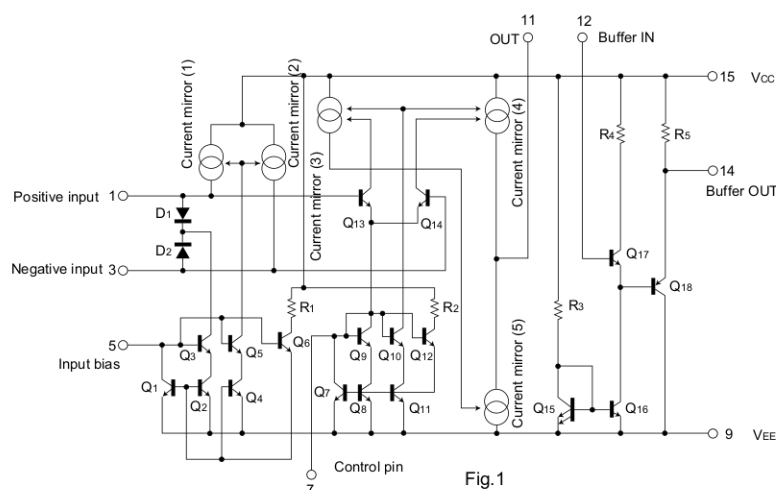 11
12
OUT
Buffer IN
Current mirror (1)
Current mirror (2)
Current mirror (3)
Current mirror (4)
Current mirror (5)
15 VCC
R4
R5
14
Buffer OUT
Positive input 1
D1
D2
Negative input 3
Q13
Q14
Q17
Q18
R1
R2
R3
5
Input bias
Q3
Q5
Q6
Q9
Q10
Q12
Q1
Q2
Q4
Q7
Q8
Q11
Q15
Q16
9 VEE
Control pin
7
Fig.1